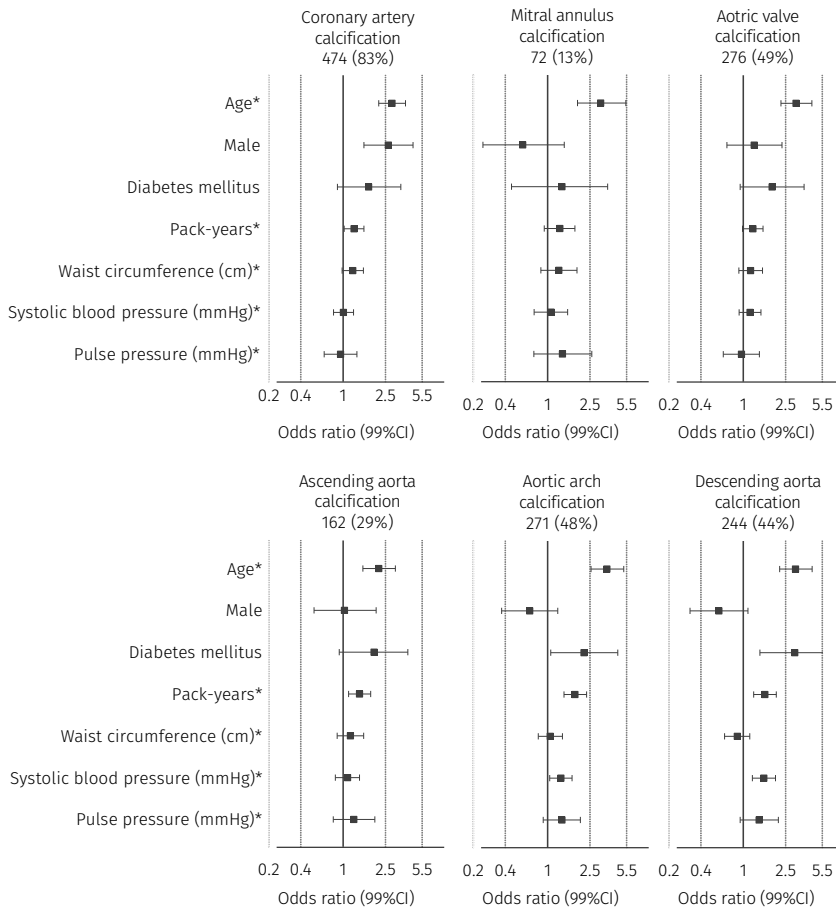 Coronary artery
calcification
474 (83%)
Mitral annulus
calcification
72 (13%)
Aotric valve
calcification
276 (49%)
Age*
Male
Diabetes mellitus
Pack-years*
Waist circumference (cm)*
Systolic blood pressure (mmHg)*
Pulse pressure (mmHg)*
0.2 0.4 1 2.5 5.5
0.2 0.4 1 2.5 5.5
0.2 0.4 1 2.5 5.5
Odds ratio (99%CI)
Odds ratio (99%CI)
Odds ratio (99%CI)
Ascending aorta
calcification
162 (29%)
Aortic arch
calcification
271 (48%)
Descending aorta
calcification
244 (44%)
Age*
Male
Diabetes mellitus
Pack-years*
Waist circumference (cm)*
Systolic blood pressure (mmHg)*
Pulse pressure (mmHg)*
0.2 0.4 1 2.5 5.5
0.2 0.4 1 2.5 5.5
0.2 0.4 1 2.5 5.5
Odds ratio (99%CI)
Odds ratio (99%CI)
Odds ratio (99%CI)